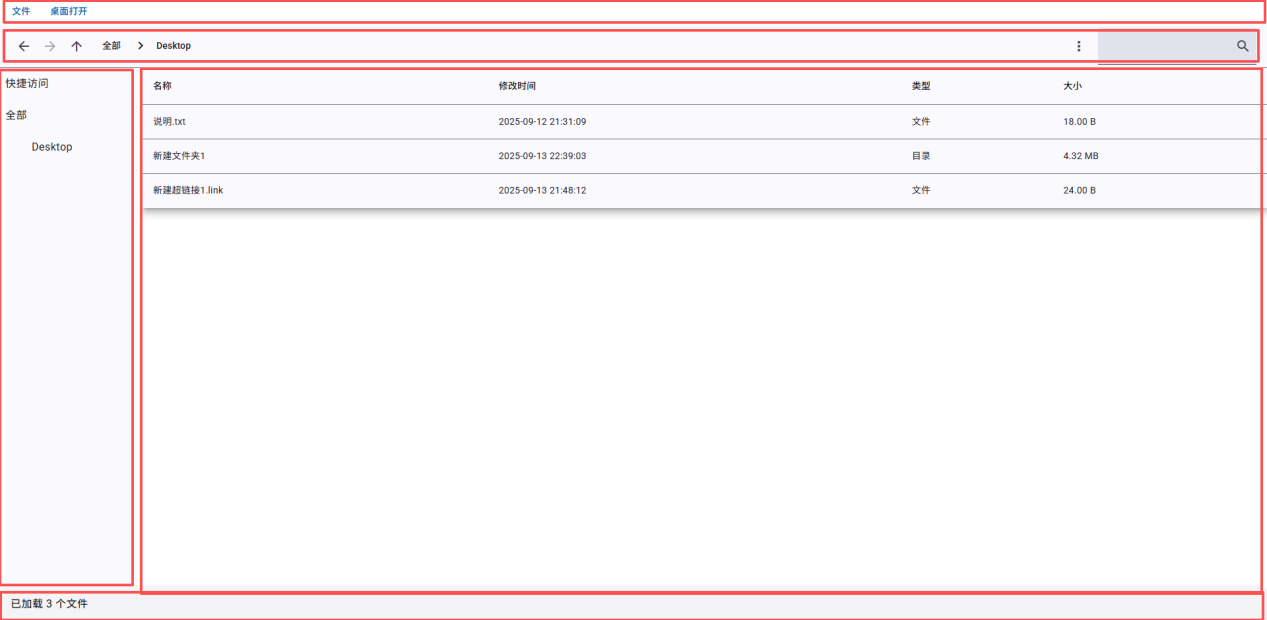 文件 桌面打开
全部 Desktop
快捷访问
全部
Desktop
名称 修改时间 类型 大小
说明.txt 2025-09-12 21:31:09 文件 18.00 B
新建文件夹1 2025-09-13 22:39:03 目录 4.32 MB
新建超链接1.link 2025-09-13 21:48:12 文件 24.00 B
已加载 3 个文件